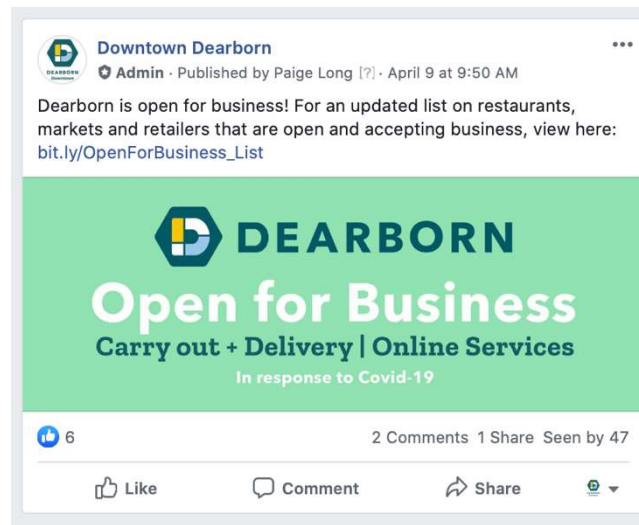 Downtown Dearborn
Admin · Published by Paige Long [?] · April 9 at 9:50 AM
Dearborn is open for business! For an updated list on restaurants,
markets and retailers that are open and accepting business, view here:
bit.ly/OpenForBusiness_List
DEARBORN
Open for Business
Carry out + Delivery | Online Services
In response to Covid-19
6 2 Comments 1 Share Seen by 47
Like Comment Share